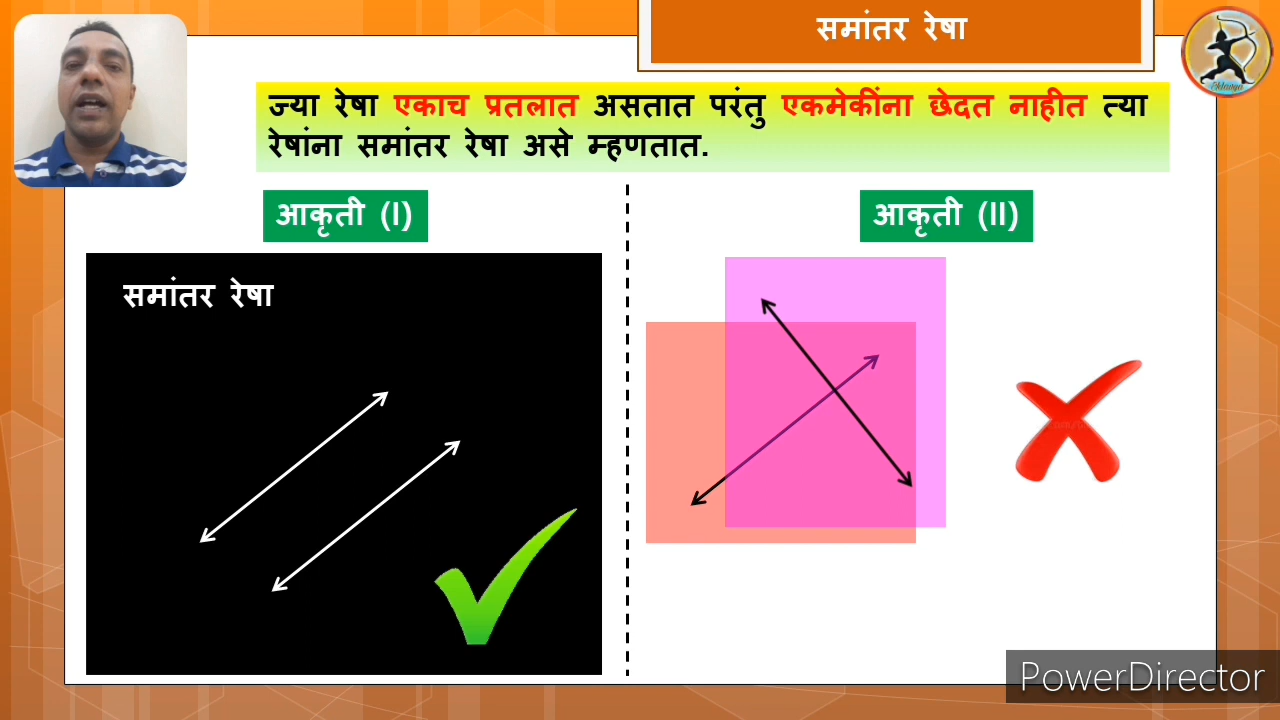 समांतर रेषा
ज्या रेषा एकाच प्रतलात असतात परंतु एकमेकींना छेदत नाहीत त्या
रेषांना समांतर रेषा असे म्हणतात.
आकृती (I)
आकृती (II)
समांतर रेषा
PowerDirector